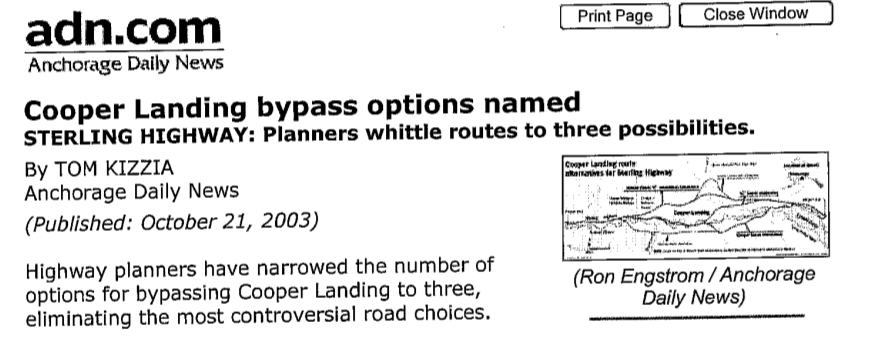 Print Page
Close Window
adn.com
Anchorage Daily News
Cooper Landing bypass options named
STERLING HIGHWAY: Planners whittle routes to three possibilities.
By TOM KIZZIA
Anchorage Daily News
(Published: October 21, 2003)
Cooper Landing route
alternatives for Sterling Highway
Cooper Landing
(Ron Engstrom / Anchorage
Daily News)
Highway planners have narrowed the number of
options for bypassing Cooper Landing to three,
eliminating the most controversial road choices.